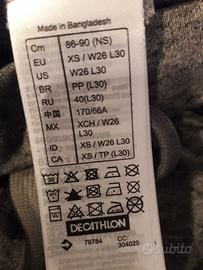 Made in Bangladesh
Cm 86-90 (NS)
EU XS / W26 L30
US W26 L30
BR PP (L30)
RU 40(L30)
中国 170/66A
MX XCH / W26 L30
ID XS / W26 L30
CA XS / TP (L30)
DECATHLON
76784 CC: 304025
subito